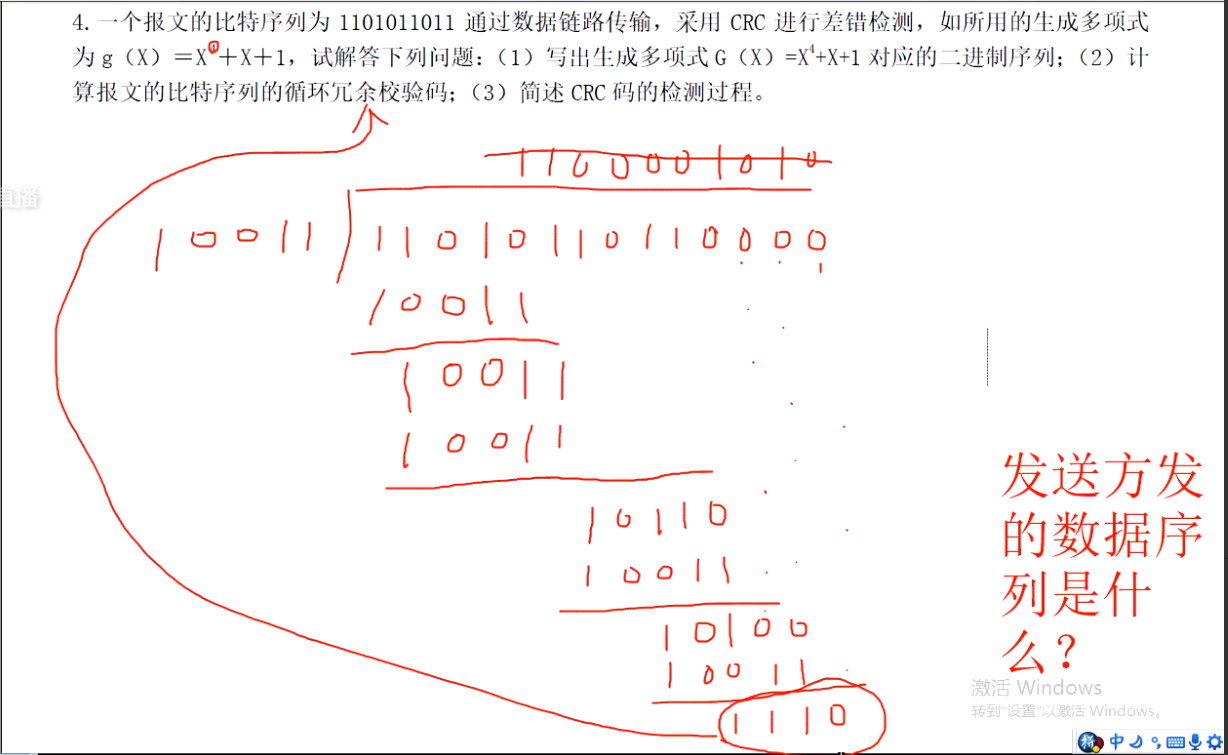 4.一个报文的比特序列为 1101011011 通过数据链路传输，采用 CRC 进行差错检测，如所用的生成多项式
为 g（X）＝X⁴＋X＋1，试解答下列问题：（1）写出生成多项式 G（X）=X⁴+X+1 对应的二进制序列；（2）计
算报文的比特序列的循环冗余校验码；（3）简述 CRC 码的检测过程。
直播
1100001010
10011 11010110110000
10011
10011
10011
10110
10011
10100
10011
1110
发送方发
的数据序
列是什
么？
激活 Windows
转到"设置"以激活 Windows。
中